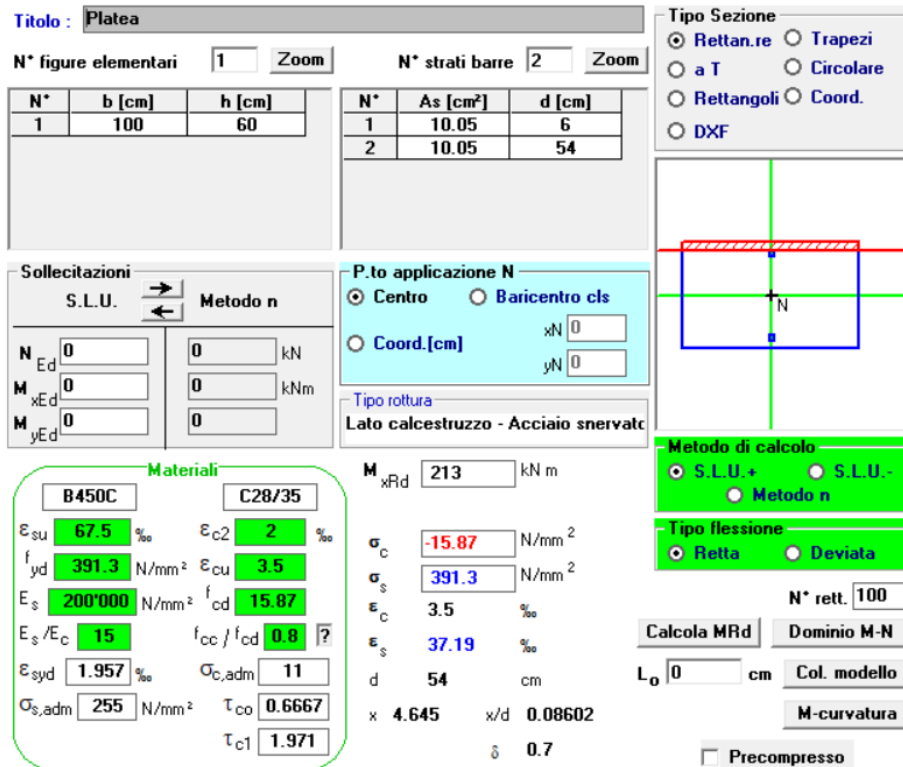 Titolo : Platea
N° figure elementari 1 Zoom
N° strati barre 2 Zoom
N° b [cm] h [cm]
1 100 60
N° As [cm²] d [cm]
1 10.05 6
2 10.05 54
Tipo Sezione
Rettan.re Trapezi
a T Circolare
Rettangoli Coord.
DXF
N
Sollecitazioni
S.L.U. Metodo n
N Ed 0 0 kN
M xEd 0 0 kNm
M yEd 0 0
P.to applicazione N
Centro Baricentro cls
Coord.[cm] xN 0
yN 0
Tipo rottura
Lato calcestruzzo - Acciaio snervato
Metodo di calcolo
S.L.U.+ S.L.U.-
Metodo n
Tipo flessione
Retta Deviata
Materiali
B450C C28/35
εsu 67.5 ‰ εc2 2 ‰
fyd 391.3 N/mm² εcu 3.5
Es 200'000 N/mm² fcd 15.87
Es/Ec 15 fcc / fcd 0.8 ?
εsyd 1.957 ‰ σc,adm 11
σs,adm 255 N/mm² τco 0.6667
τc1 1.971
M xRd 213 kN m
σc -15.87 N/mm²
σs 391.3 N/mm²
εc 3.5 ‰
εs 37.19 ‰
d 54 cm
x 4.645 x/d 0.08602
δ 0.7
N° rett. 100
Calcola MRd Dominio M-N
Lo 0 cm Col. modello
M-curvatura
Precompresso